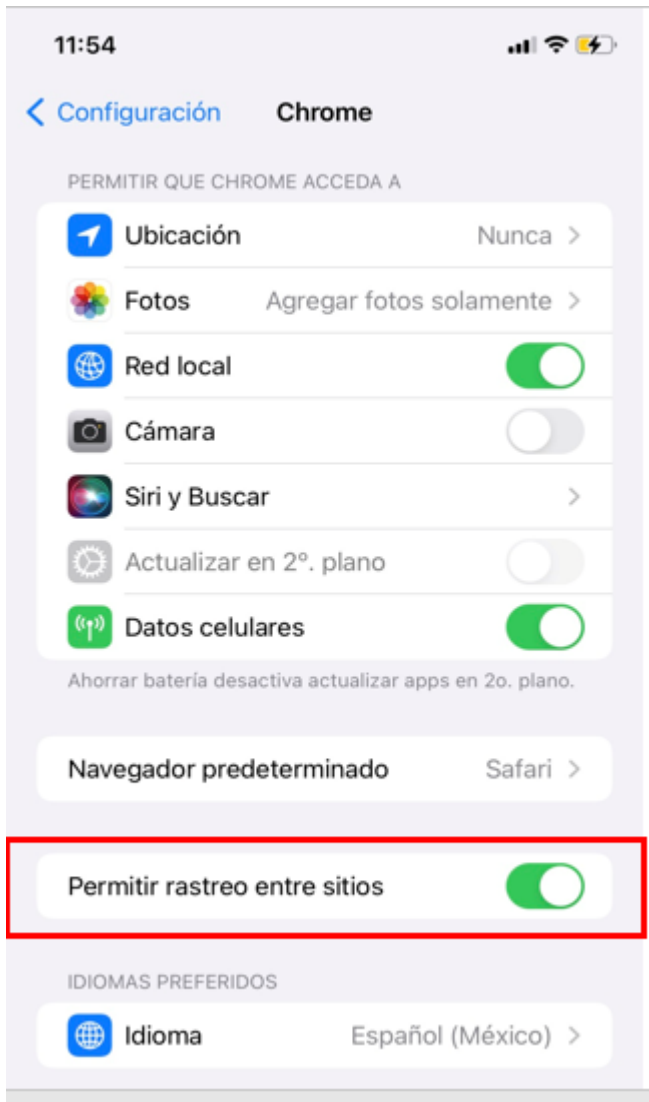 11:54
Configuración Chrome
PERMITIR QUE CHROME ACCEDA A
Ubicación Nunca
Fotos Agregar fotos solamente
Red local
Cámara
Siri y Buscar
Actualizar en 2º. plano
Datos celulares
Ahorrar batería desactiva actualizar apps en 2o. plano.
Navegador predeterminado Safari
Permitir rastreo entre sitios
IDIOMAS PREFERIDOS
Idioma Español (México)